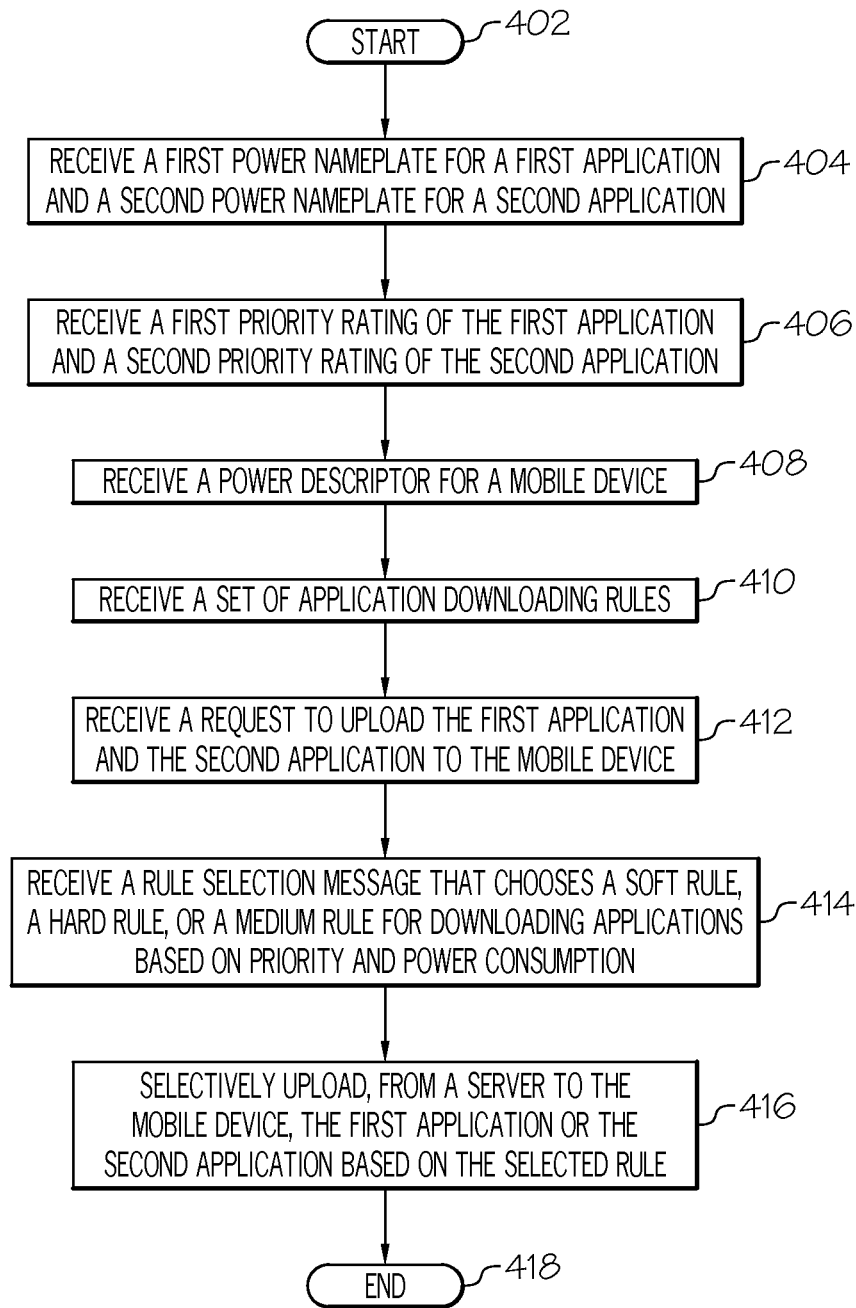 START
402
RECEIVE A FIRST POWER NAMEPLATE FOR A FIRST APPLICATION
AND A SECOND POWER NAMEPLATE FOR A SECOND APPLICATION
404
RECEIVE A FIRST PRIORITY RATING OF THE FIRST APPLICATION
AND A SECOND PRIORITY RATING OF THE SECOND APPLICATION
406
RECEIVE A POWER DESCRIPTOR FOR A MOBILE DEVICE
408
RECEIVE A SET OF APPLICATION DOWNLOADING RULES
410
RECEIVE A REQUEST TO UPLOAD THE FIRST APPLICATION
AND THE SECOND APPLICATION TO THE MOBILE DEVICE
412
RECEIVE A RULE SELECTION MESSAGE THAT CHOOSES A SOFT RULE,
A HARD RULE, OR A MEDIUM RULE FOR DOWNLOADING APPLICATIONS
BASED ON PRIORITY AND POWER CONSUMPTION
414
SELECTIVELY UPLOAD, FROM A SERVER TO THE
MOBILE DEVICE, THE FIRST APPLICATION OR THE
SECOND APPLICATION BASED ON THE SELECTED RULE
416
END
418